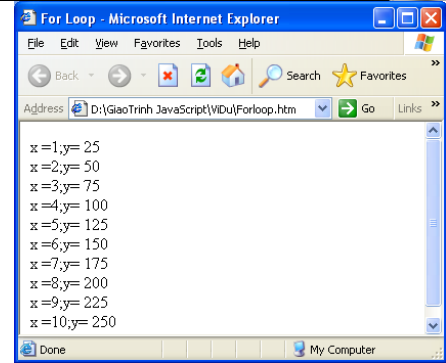 For Loop - Microsoft Internet Explorer
File Edit View Favorites Tools Help
Back Search Favorites »
Address D:\GiaoTrinh JavaScript\ViDu\Forloop.htm Go Links »
x =1;y= 25
x =2;y= 50
x =3;y= 75
x =4;y= 100
x =5;y= 125
x =6;y= 150
x =7;y= 175
x =8;y= 200
x =9;y= 225
x =10;y= 250
Done My Computer